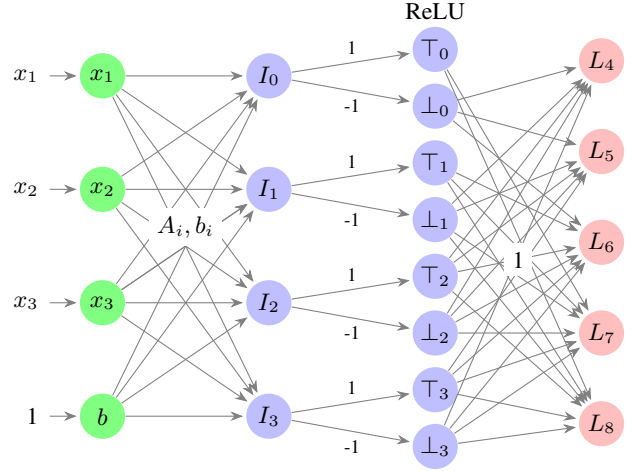 ReLU
x₁ x₁ I₀ 1 -1 ⊤₀ ⊥₀ L₄
x₂ x₂ I₁ 1 -1 ⊤₁ ⊥₁ L₅
Aᵢ, bᵢ 1 L₆
x₃ x₃ I₂ 1 -1 ⊤₂ ⊥₂ L₇
1 b I₃ 1 -1 ⊤₃ ⊥₃ L₈